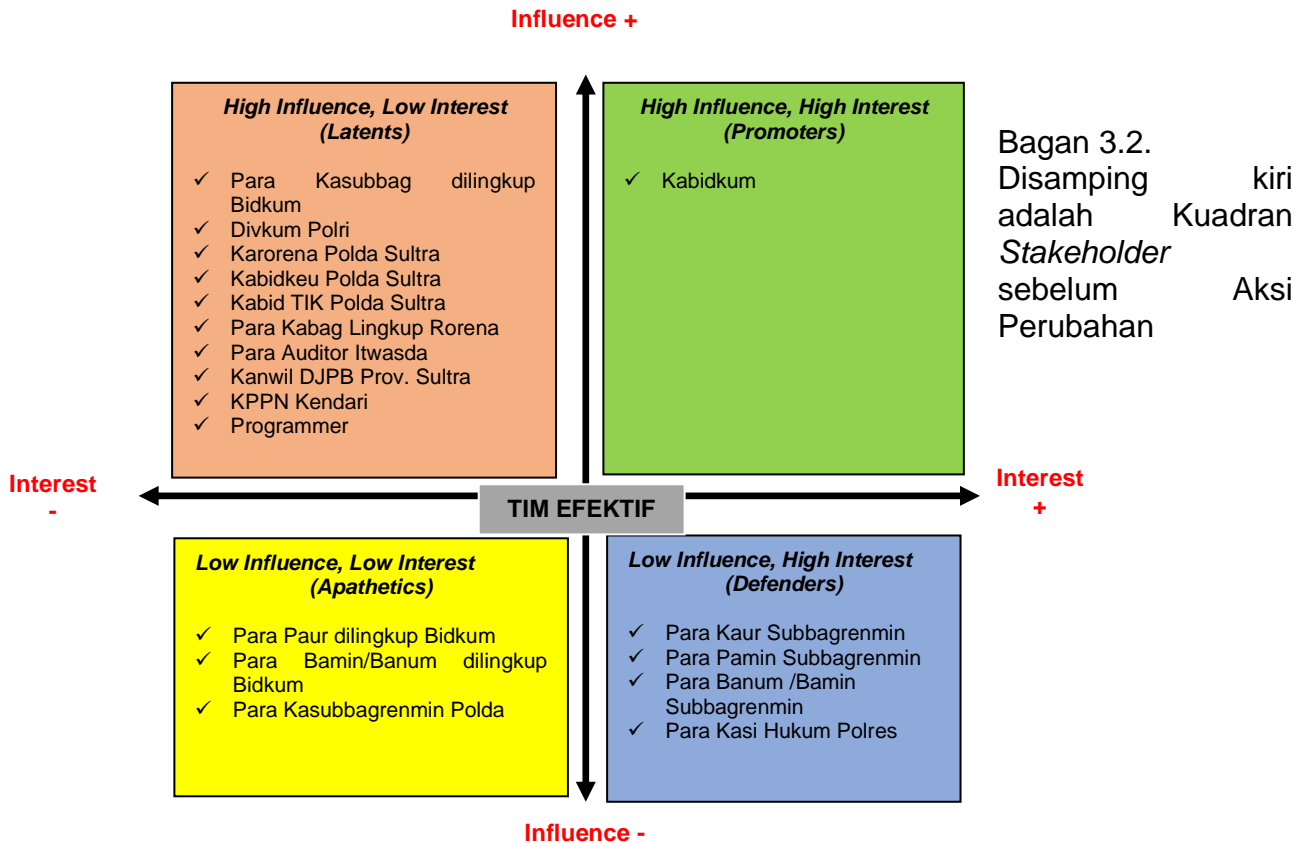 Influence +
High Influence, Low Interest
(Latents)
✓ Para Kasubbag dilingkup
Bidkum
✓ Divkum Polri
✓ Karorena Polda Sultra
✓ Kabidkeu Polda Sultra
✓ Kabid TIK Polda Sultra
✓ Para Kabag Lingkup Rorena
✓ Para Auditor Itwasda
✓ Kanwil DJPB Prov. Sultra
✓ KPPN Kendari
✓ Programmer
High Influence, High Interest
(Promoters)
✓ Kabidkum
Bagan 3.2.
Disamping kiri
adalah Kuadran
Stakeholder
sebelum Aksi
Perubahan
Interest
-
TIM EFEKTIF
Interest
+
Low Influence, Low Interest
(Apathetics)
✓ Para Paur dilingkup Bidkum
✓ Para Bamin/Banum dilingkup
Bidkum
✓ Para Kasubbagrenmin Polda
Low Influence, High Interest
(Defenders)
✓ Para Kaur Subbagrenmin
✓ Para Pamin Subbagrenmin
✓ Para Banum /Bamin
Subbagrenmin
✓ Para Kasi Hukum Polres
Influence -